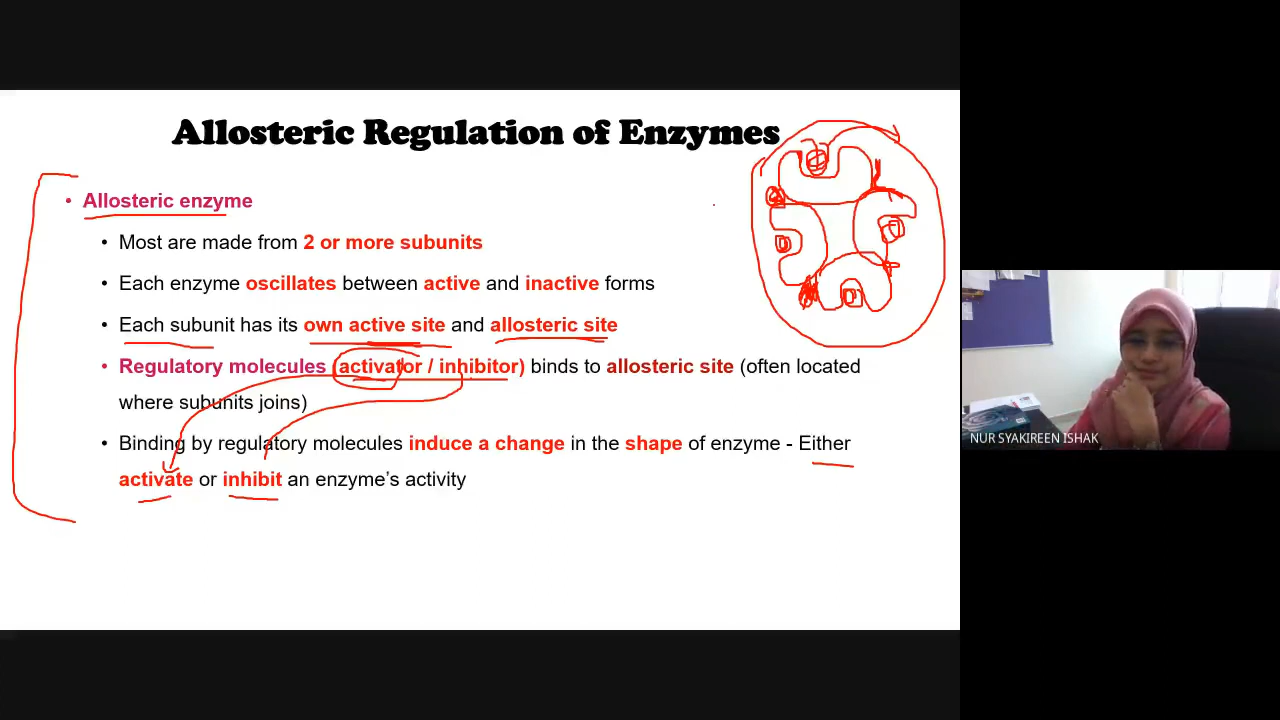 Allosteric Regulation of Enzymes
• Allosteric enzyme
• Most are made from 2 or more subunits
• Each enzyme oscillates between active and inactive forms
• Each subunit has its own active site and allosteric site
• Regulatory molecules (activator / inhibitor) binds to allosteric site (often located
where subunits joins)
• Binding by regulatory molecules induce a change in the shape of enzyme - Either
activate or inhibit an enzyme’s activity
NUR SYAKIREEN ISHAK